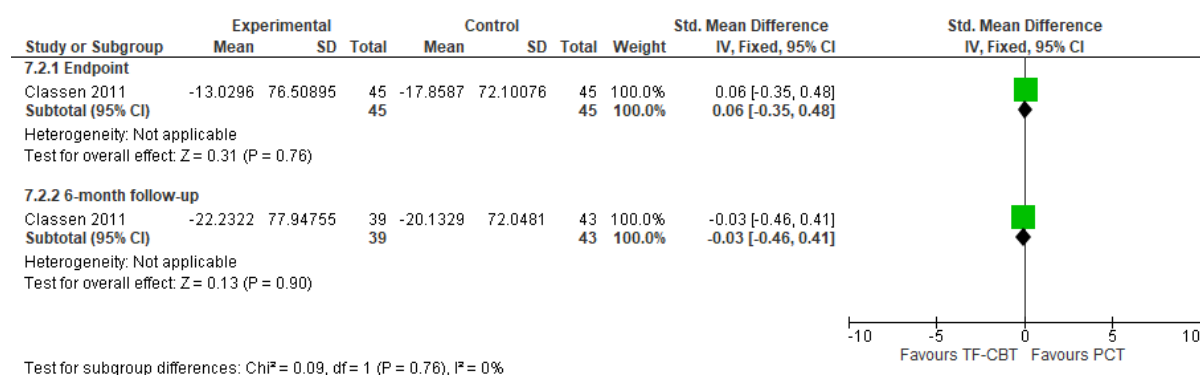 Experimental Control Std. Mean Difference Std. Mean Difference
Study or Subgroup Mean SD Total Mean SD Total Weight IV, Fixed, 95% CI IV, Fixed, 95% CI
7.2.1 Endpoint
Classen 2011 -13.0296 76.50895 45 -17.8587 72.10076 45 100.0% 0.06 [-0.35, 0.48]
Subtotal (95% CI) 45 45 100.0% 0.06 [-0.35, 0.48]
Heterogeneity: Not applicable
Test for overall effect: Z = 0.31 (P = 0.76)
7.2.2 6-month follow-up
Classen 2011 -22.2322 77.94755 39 -20.1329 72.0481 43 100.0% -0.03 [-0.46, 0.41]
Subtotal (95% CI) 39 43 100.0% -0.03 [-0.46, 0.41]
Heterogeneity: Not applicable
Test for overall effect: Z = 0.13 (P = 0.90)
-10 -5 0 5 10
Favours TF-CBT Favours PCT
Test for subgroup differences: Chi² = 0.09, df = 1 (P = 0.76), I² = 0%